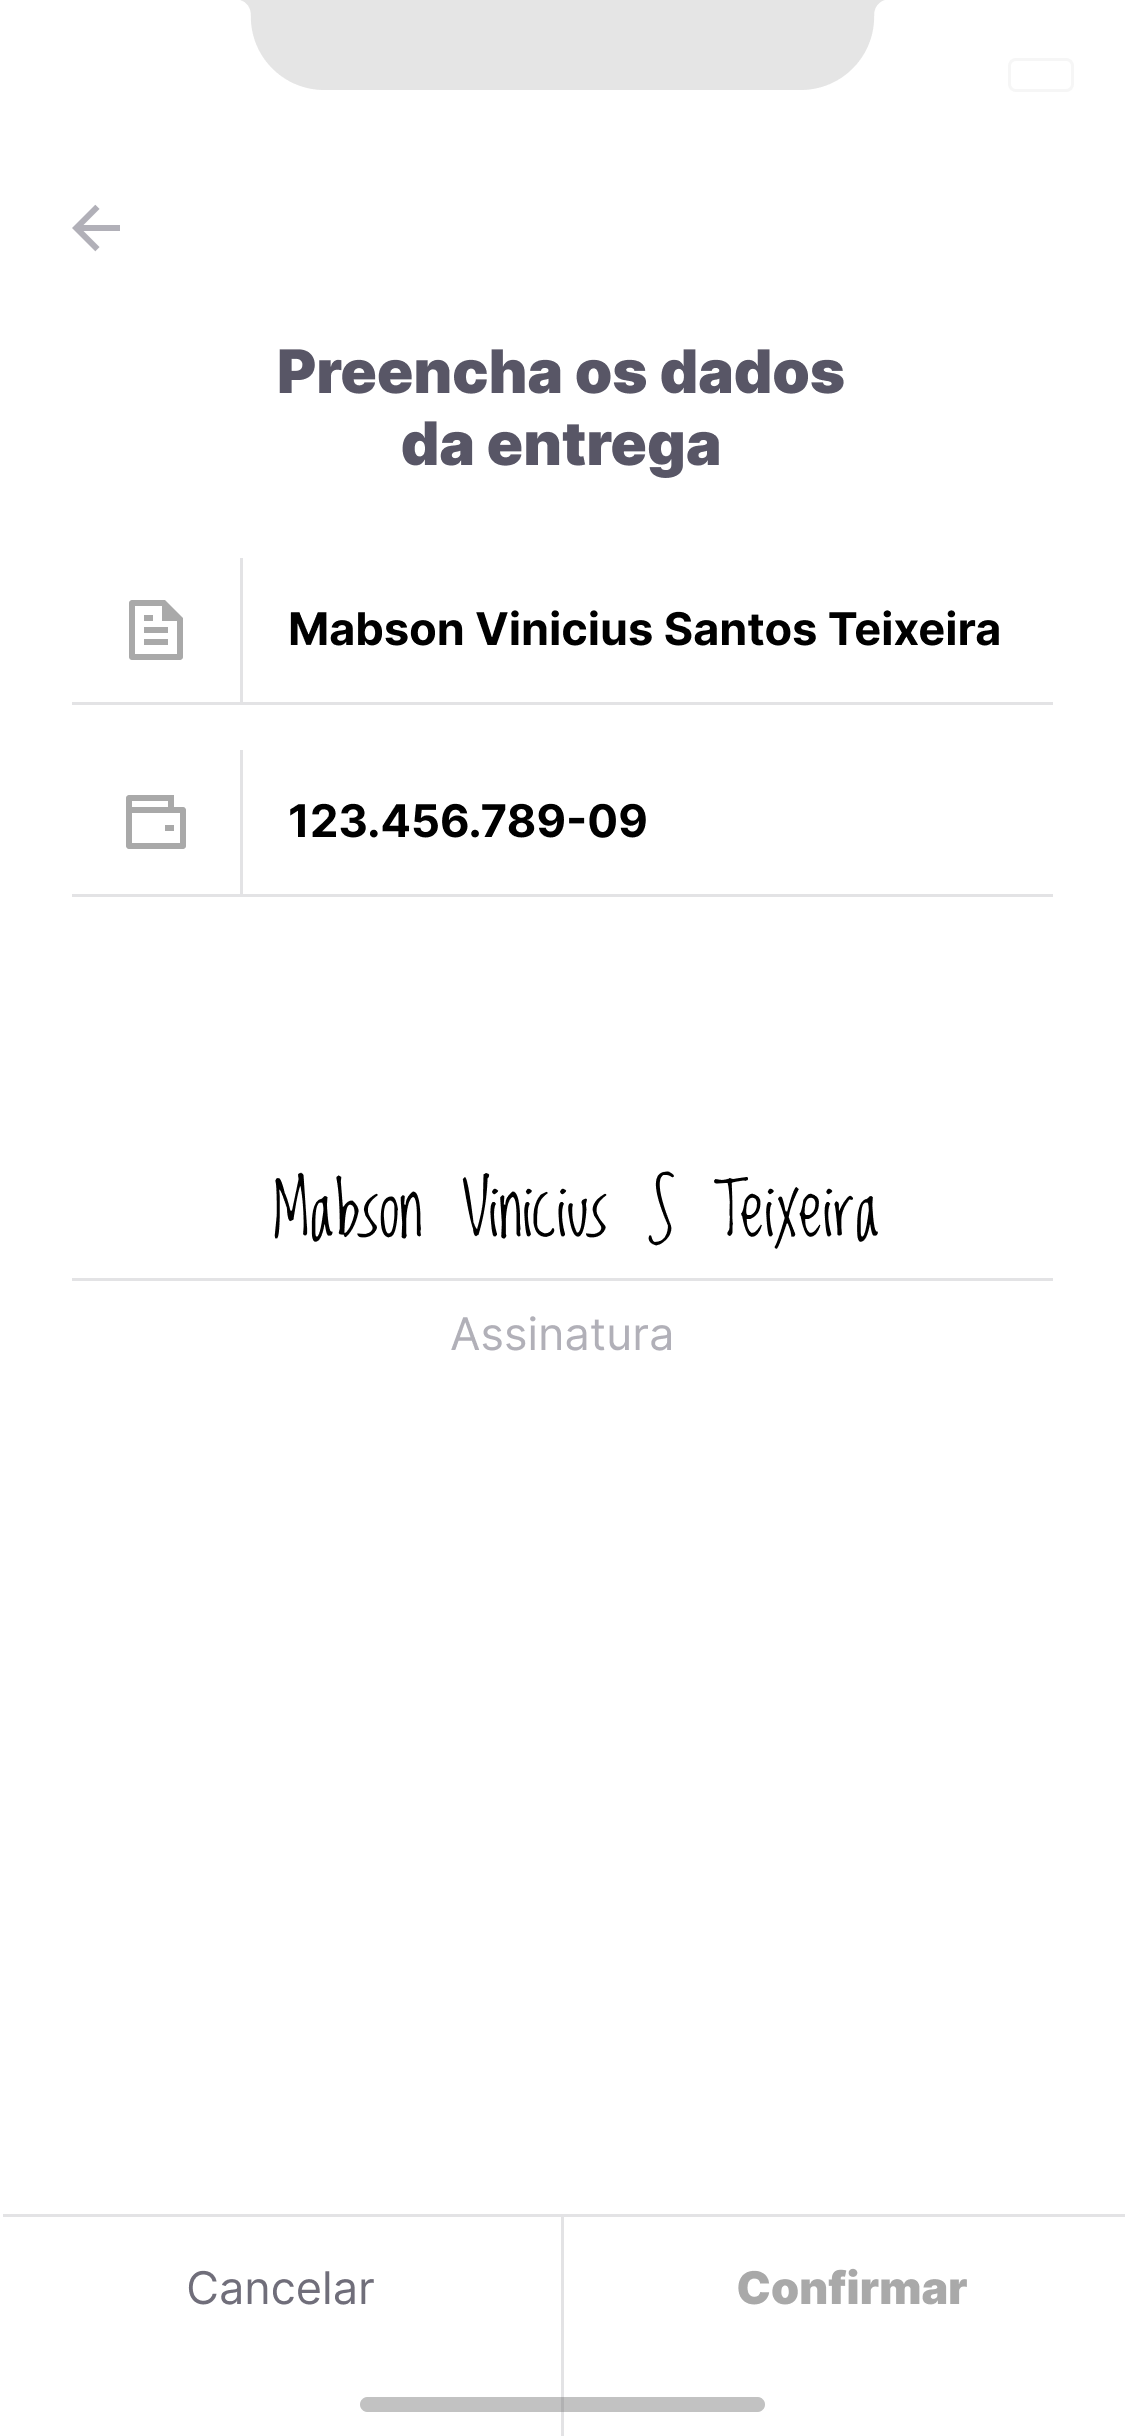 Preencha os dados
da entrega
Mabson Vinicius Santos Teixeira
123.456.789-09
Mabson Vinicius S Teixeira
Assinatura
Cancelar
Confirmar